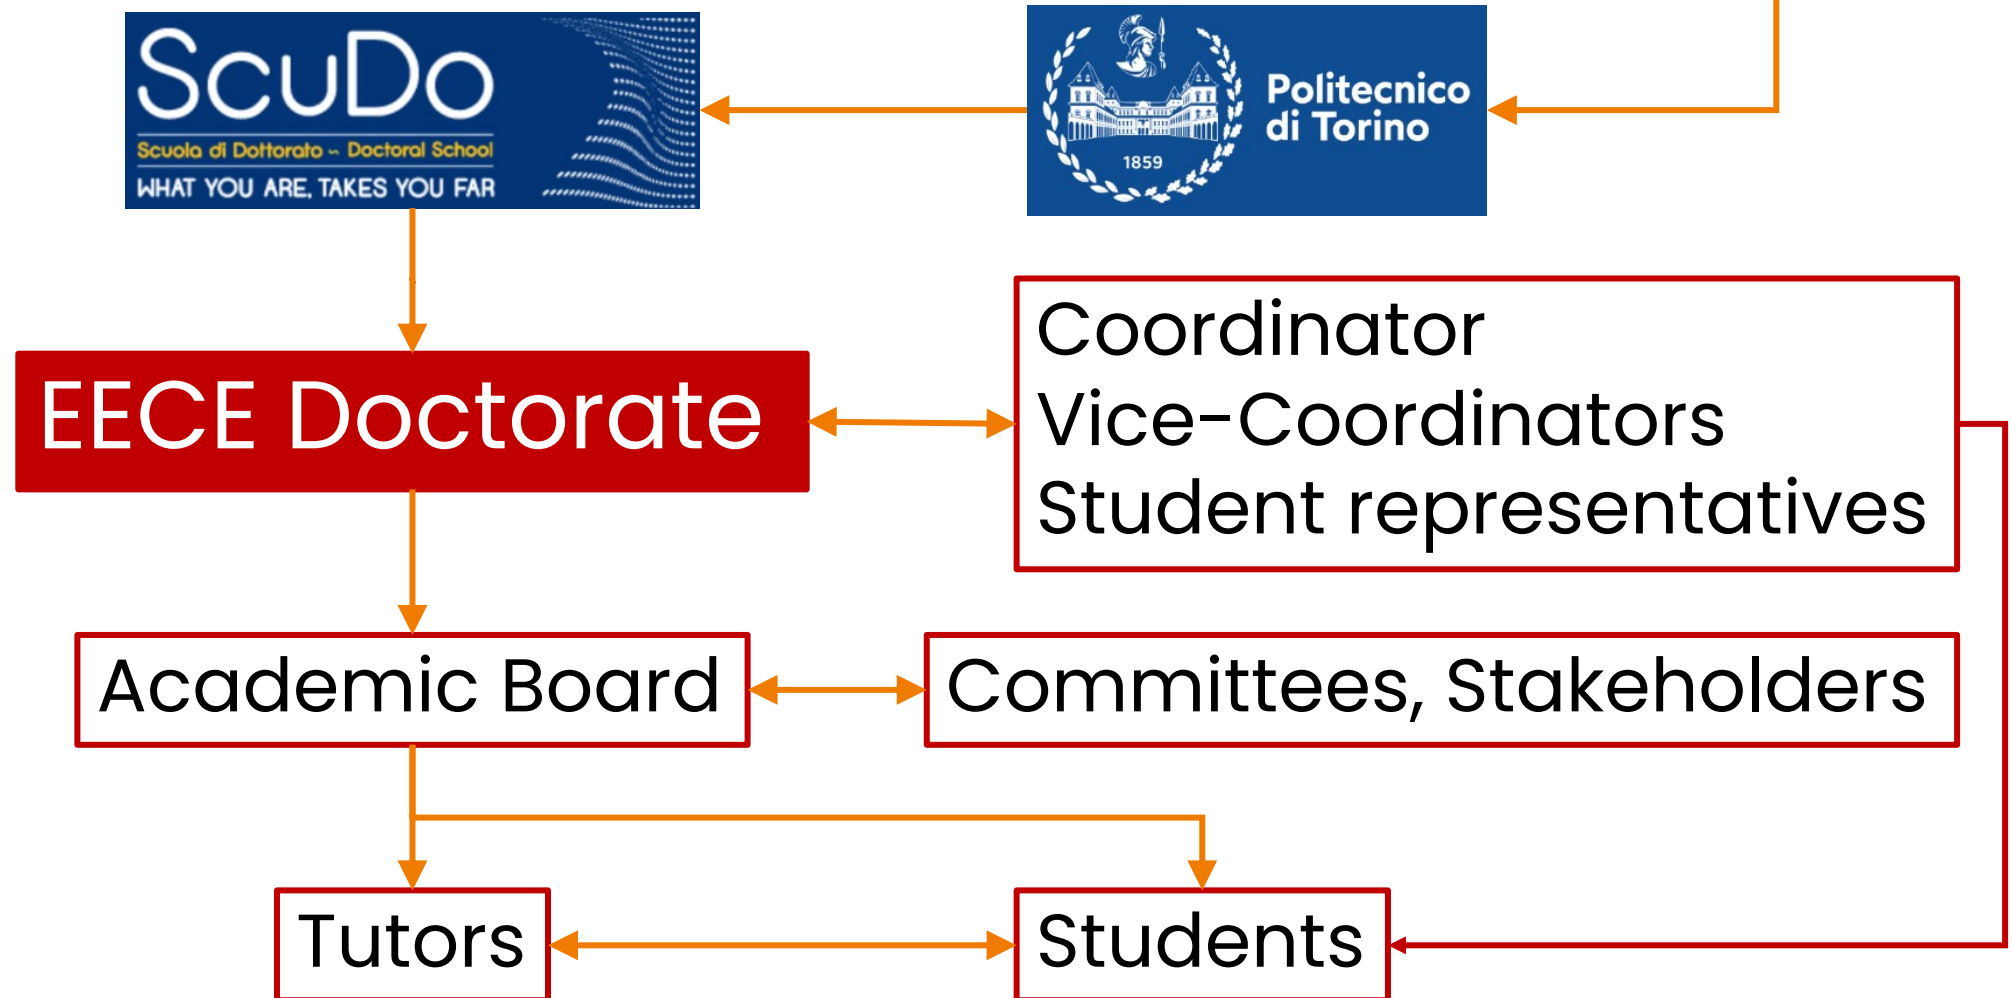 ScuDo
Scuola di Dottorato ~ Doctoral School
WHAT YOU ARE, TAKES YOU FAR
Politecnico
di Torino
1859
EECE Doctorate
Coordinator
Vice-Coordinators
Student representatives
Academic Board
Committees, Stakeholders
Tutors
Students